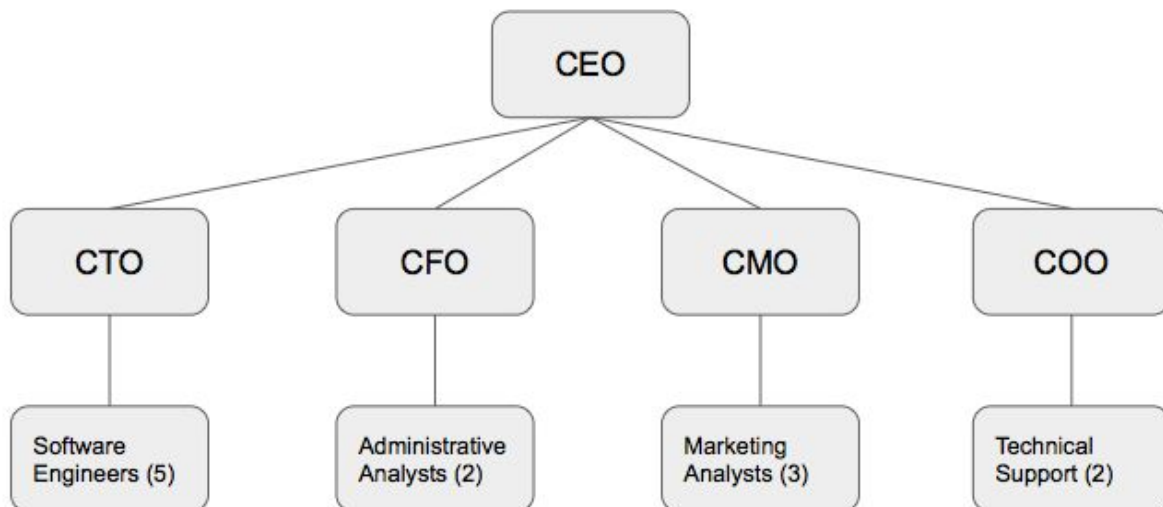 CEO
CTO
CFO
CMO
COO
Software
Engineers (5)
Administrative
Analysts (2)
Marketing
Analysts (3)
Technical
Support (2)